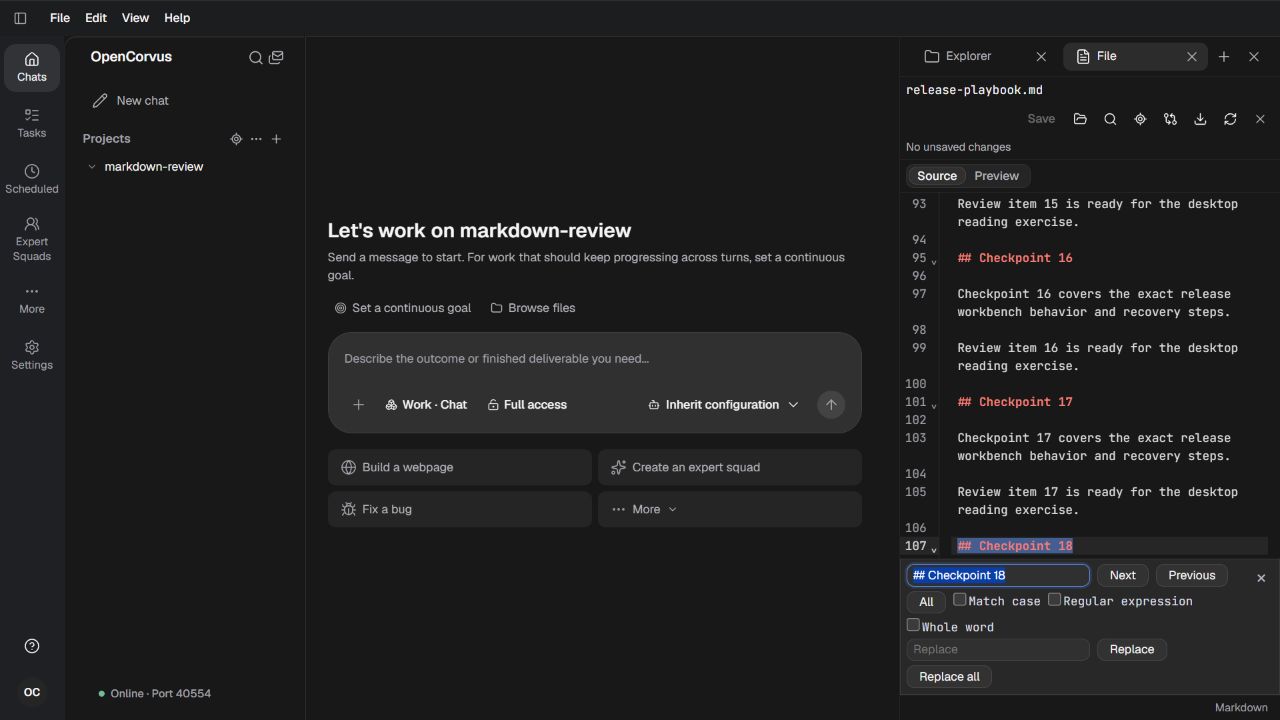 File Edit View Help
Chats
Tasks
Scheduled
Expert
Squads
More
Settings
OC
OpenCorvus
New chat
Projects
markdown-review
Online · Port 40554
Let's work on markdown-review
Send a message to start. For work that should keep progressing across turns, set a continuous
goal.
Set a continuous goal Browse files
Describe the outcome or finished deliverable you need...
Work · Chat Full access Inherit configuration
Build a webpage Create an expert squad
Fix a bug More
Explorer File
release-playbook.md
Save
No unsaved changes
Source Preview
93 Review item 15 is ready for the desktop
reading exercise.
94
95 ## Checkpoint 16
96
97 Checkpoint 16 covers the exact release
workbench behavior and recovery steps.
98
99 Review item 16 is ready for the desktop
reading exercise.
100
101 ## Checkpoint 17
102
103 Checkpoint 17 covers the exact release
workbench behavior and recovery steps.
104
105 Review item 17 is ready for the desktop
reading exercise.
106
107 ## Checkpoint 18
## Checkpoint 18 Next Previous
All Match case Regular expression
Whole word
Replace Replace
Replace all
Markdown